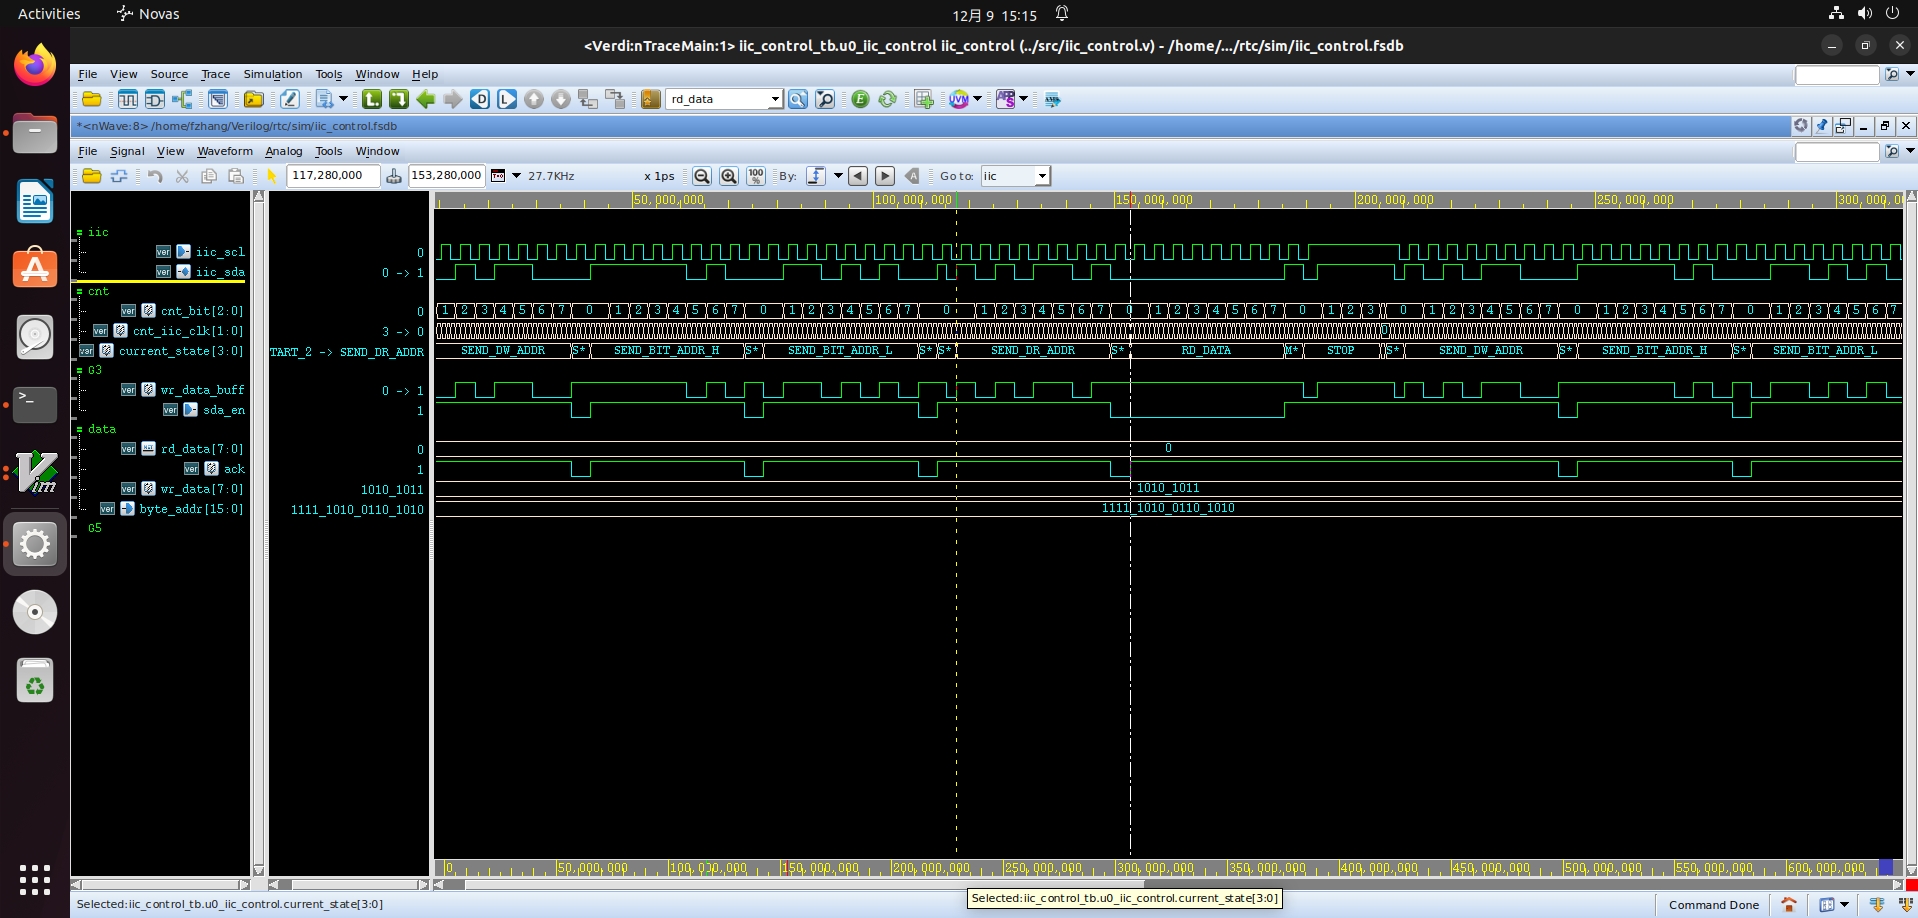 Activities Novas 12月 9 15:15
<Verdi:nTraceMain:1> iic_control_tb.u0_iic_control iic_control (../src/iic_control.v) - /home/.../rtc/sim/iic_control.fsdb
File View Source Trace Simulation Tools Window Help
rd_data
*<nWave:8> /home/fzhang/Verilog/rtc/sim/iic_control.fsdb
File Signal View Waveform Analog Tools Window
117,280,000 153,280,000 27.7KHz x 1ps 100% By: Go to: iic
50,000,000 100,000,000 150,000,000 200,000,000 250,000,000
iic
iic_scl 0
iic_sda 0 -> 1
cnt
cnt_bit[2:0] 0 1 2 3 4 5 6 7 0 1 2 3 4 5 6 7 0 1 2 3 4 5 6 7 0 1 2 3 4 5 6 7 0 1 2 3 4 5 6 7 0 1 2 3 0 1 2 3 4 5 6 7 0 1 2 3 4 5 6 7 0 1 2 3 4 5 6 7
cnt_iic_clk[1:0] 3 -> 0 0
current_state[3:0] TART_2 -> SEND_DR_ADDR SEND_DW_ADDR S* SEND_BIT_ADDR_H S* SEND_BIT_ADDR_L S* S* SEND_DR_ADDR S* RD_DATA M* STOP S* SEND_DW_ADDR S* SEND_BIT_ADDR_H S* SEND_BIT_ADDR_L
G3
wr_data_buff 0 -> 1
sda_en 1
data
rd_data[7:0] 0 0
ack 1
wr_data[7:0] 1010_1011 1010_1011
byte_addr[15:0] 1111_1010_0110_1010 1111_1010_0110_1010
G5
0 50,000,000 100,000,000 150,000,000 200,000,000 250,000,000 300,000,000 350,000,000 400,000,000 450,000,000 500,000,000 550,000,000 600,000,000
Selected:iic_control_tb.u0_iic_control.current_state[3:0]
Selected:iic_control_tb.u0_iic_control.current_state[3:0] Command Done